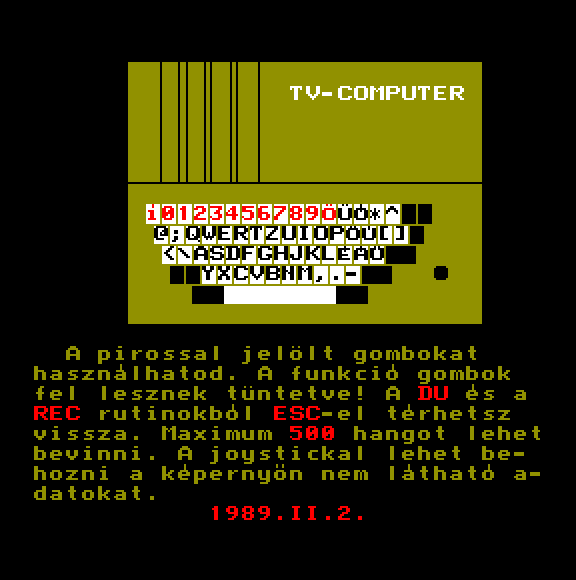 TV-COMPUTER
í0123456789ÖÜÓ*^
@;QWERTZUIOPŐÚ[]
<\ASDFGHJKLÉÁŰ
YXCVBNM,.-
A pirossal jelölt gombokat
használhatod. A funkció gombok
fel lesznek tüntetve! A DU és a
REC rutinokból ESC-el térhetsz
vissza. Maximum 500 hangot lehet
bevinni. A joystickal lehet be-
hozni a képernyőn nem látható a-
datokat.
1989.II.2.